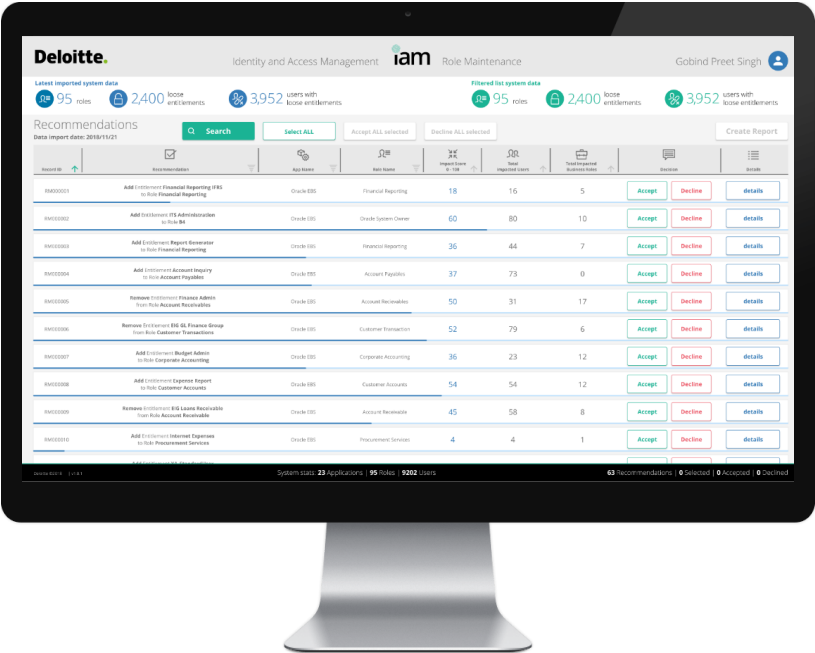 Deloitte.
Identity and Access Management iam Role Maintenance
Gobind Preet Singh
Latest imported system data
95 roles
2,400 loose entitlements
3,952 users with loose entitlements
Filtered list system data
95 roles
2,400 loose entitlements
3,952 users with loose entitlements
Recommendations
Data import date: 2018/11/21
Search
Select ALL
Accept ALL selected
Decline ALL selected
Create Report
Record ID
Recommendation
App Name
Role Name
Impact Score
0 - 100
Total
Impacted Users
Total Impacted
Business Roles
Decision
Details
RM000001 Add Entitlement Financial Reporting IFRS to Role Financial Reporting Oracle EBS Financial Reporting 18 16 5 Accept Decline details
RM000002 Add Entitlement ITS Administration to Role B4 Oracle EBS Oracle System Owner 60 80 10 Accept Decline details
RM000003 Add Entitlement Report Generator to Role Financial Reporting Oracle EBS Financial Reporting 36 44 7 Accept Decline details
RM000004 Add Entitlement Account Inquiry to Role Account Payables Oracle EBS Account Payables 37 73 0 Accept Decline details
RM000005 Remove Entitlement Finance Admin from Role Account Receivables Oracle EBS Account Receivables 50 31 17 Accept Decline details
RM000006 Remove Entitlement EIG GL Finance Group from Role Customer Transactions Oracle EBS Customer Transaction 52 79 6 Accept Decline details
RM000007 Add Entitlement Budget Admin to Role Corporate Accounting Oracle EBS Corporate Accounting 36 23 12 Accept Decline details
RM000008 Add Entitlement Expense Report to Role Customer Accounts Oracle EBS Customer Accounts 54 54 12 Accept Decline details
RM000009 Remove Entitlement EIG Loans Receivable from Role Account Receivable Oracle EBS Account Receivable 45 58 8 Accept Decline details
RM000010 Add Entitlement Internet Expenses to Role Procurement Services Oracle EBS Procurement Services 4 4 1 Accept Decline details
System stats: 23 Applications | 95 Roles | 9202 Users
63 Recommendations | 0 Selected | 0 Accepted | 0 Declined